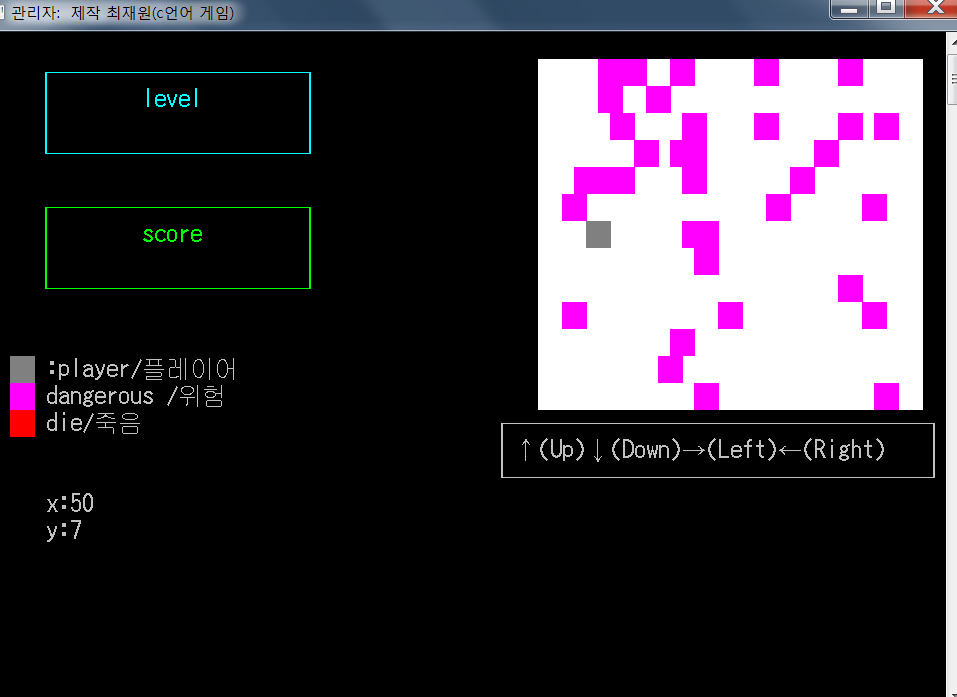 관리자: 제작 최재원(c언어 게임)
level
score
:player/플레이어
dangerous /위험
die/죽음
↑(Up)↓(Down)→(Left)←(Right)
x:50
y:7